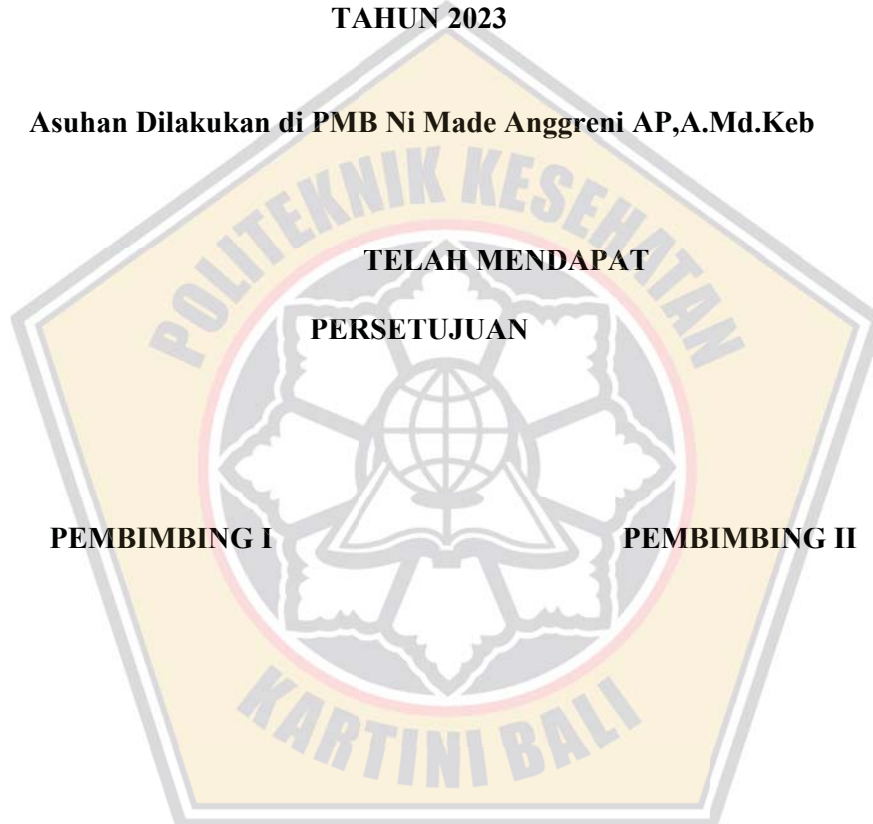 TAHUN 2023
Asuhan Dilakukan di PMB Ni Made Anggreni AP,A.Md.Keb
POLITEKNIK KESEHATAN
TELAH MENDAPAT
PERSETUJUAN
PEMBIMBING I
PEMBIMBING II
KARTINI BALI